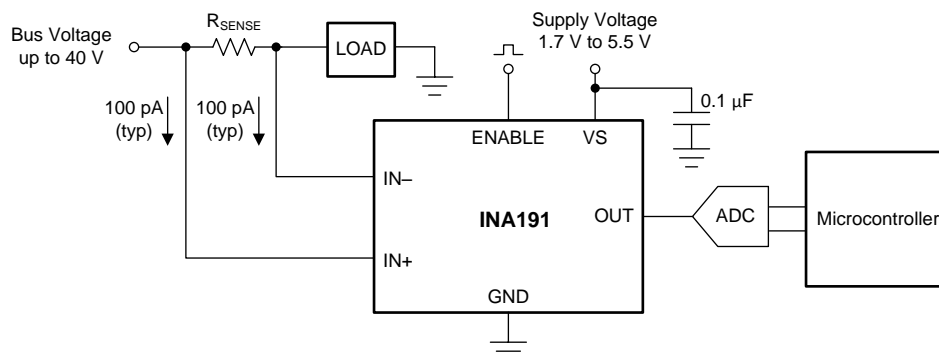 Bus Voltage
up to 40 V
RSENSE
LOAD
Supply Voltage
1.7 V to 5.5 V
100 pA
(typ)
100 pA
(typ)
0.1 µF
ENABLE
VS
IN–
INA191
OUT
IN+
GND
ADC
Microcontroller